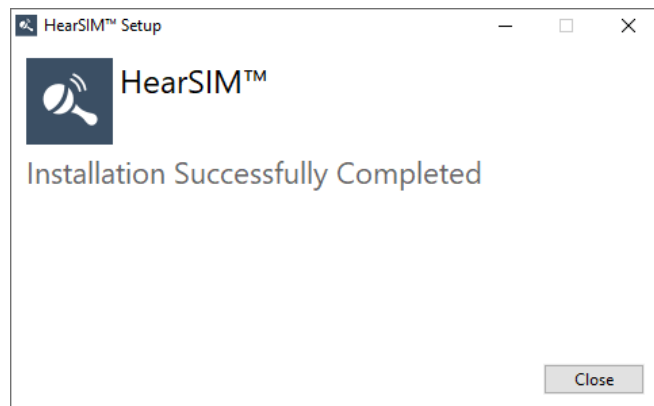 HearSIM™ Setup
HearSIM™
Installation Successfully Completed
Close